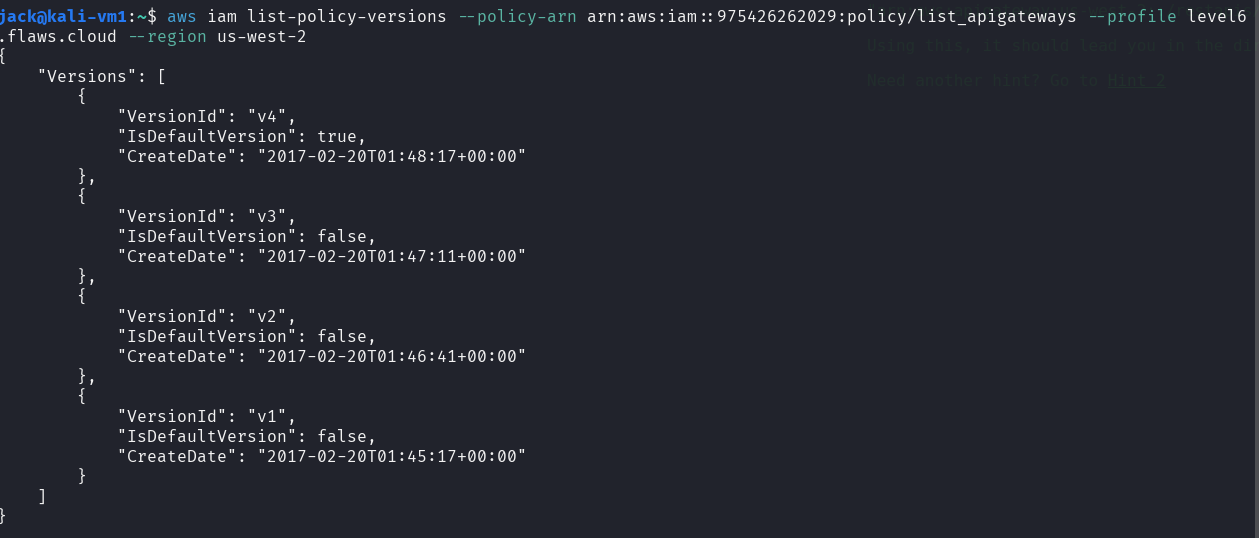 jack@kali-vm1:~$ aws iam list-policy-versions --policy-arn arn:aws:iam::975426262029:policy/list_apigateways --profile level6
.flaws.cloud --region us-west-2
Using this, it should lead you in the di
{
    "Versions": [
Need another hint? Go to Hint 2
        {
            "VersionId": "v4",
            "IsDefaultVersion": true,
            "CreateDate": "2017-02-20T01:48:17+00:00"
        },
        {
            "VersionId": "v3",
            "IsDefaultVersion": false,
            "CreateDate": "2017-02-20T01:47:11+00:00"
        },
        {
            "VersionId": "v2",
            "IsDefaultVersion": false,
            "CreateDate": "2017-02-20T01:46:41+00:00"
        },
        {
            "VersionId": "v1",
            "IsDefaultVersion": false,
            "CreateDate": "2017-02-20T01:45:17+00:00"
        }
    ]
}